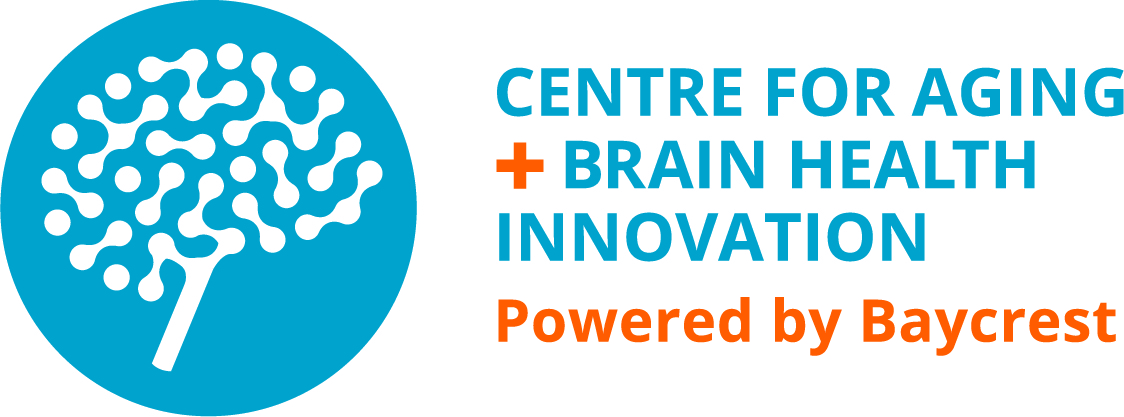 CENTRE FOR AGING
+ BRAIN HEALTH
INNOVATION
Powered by Baycrest